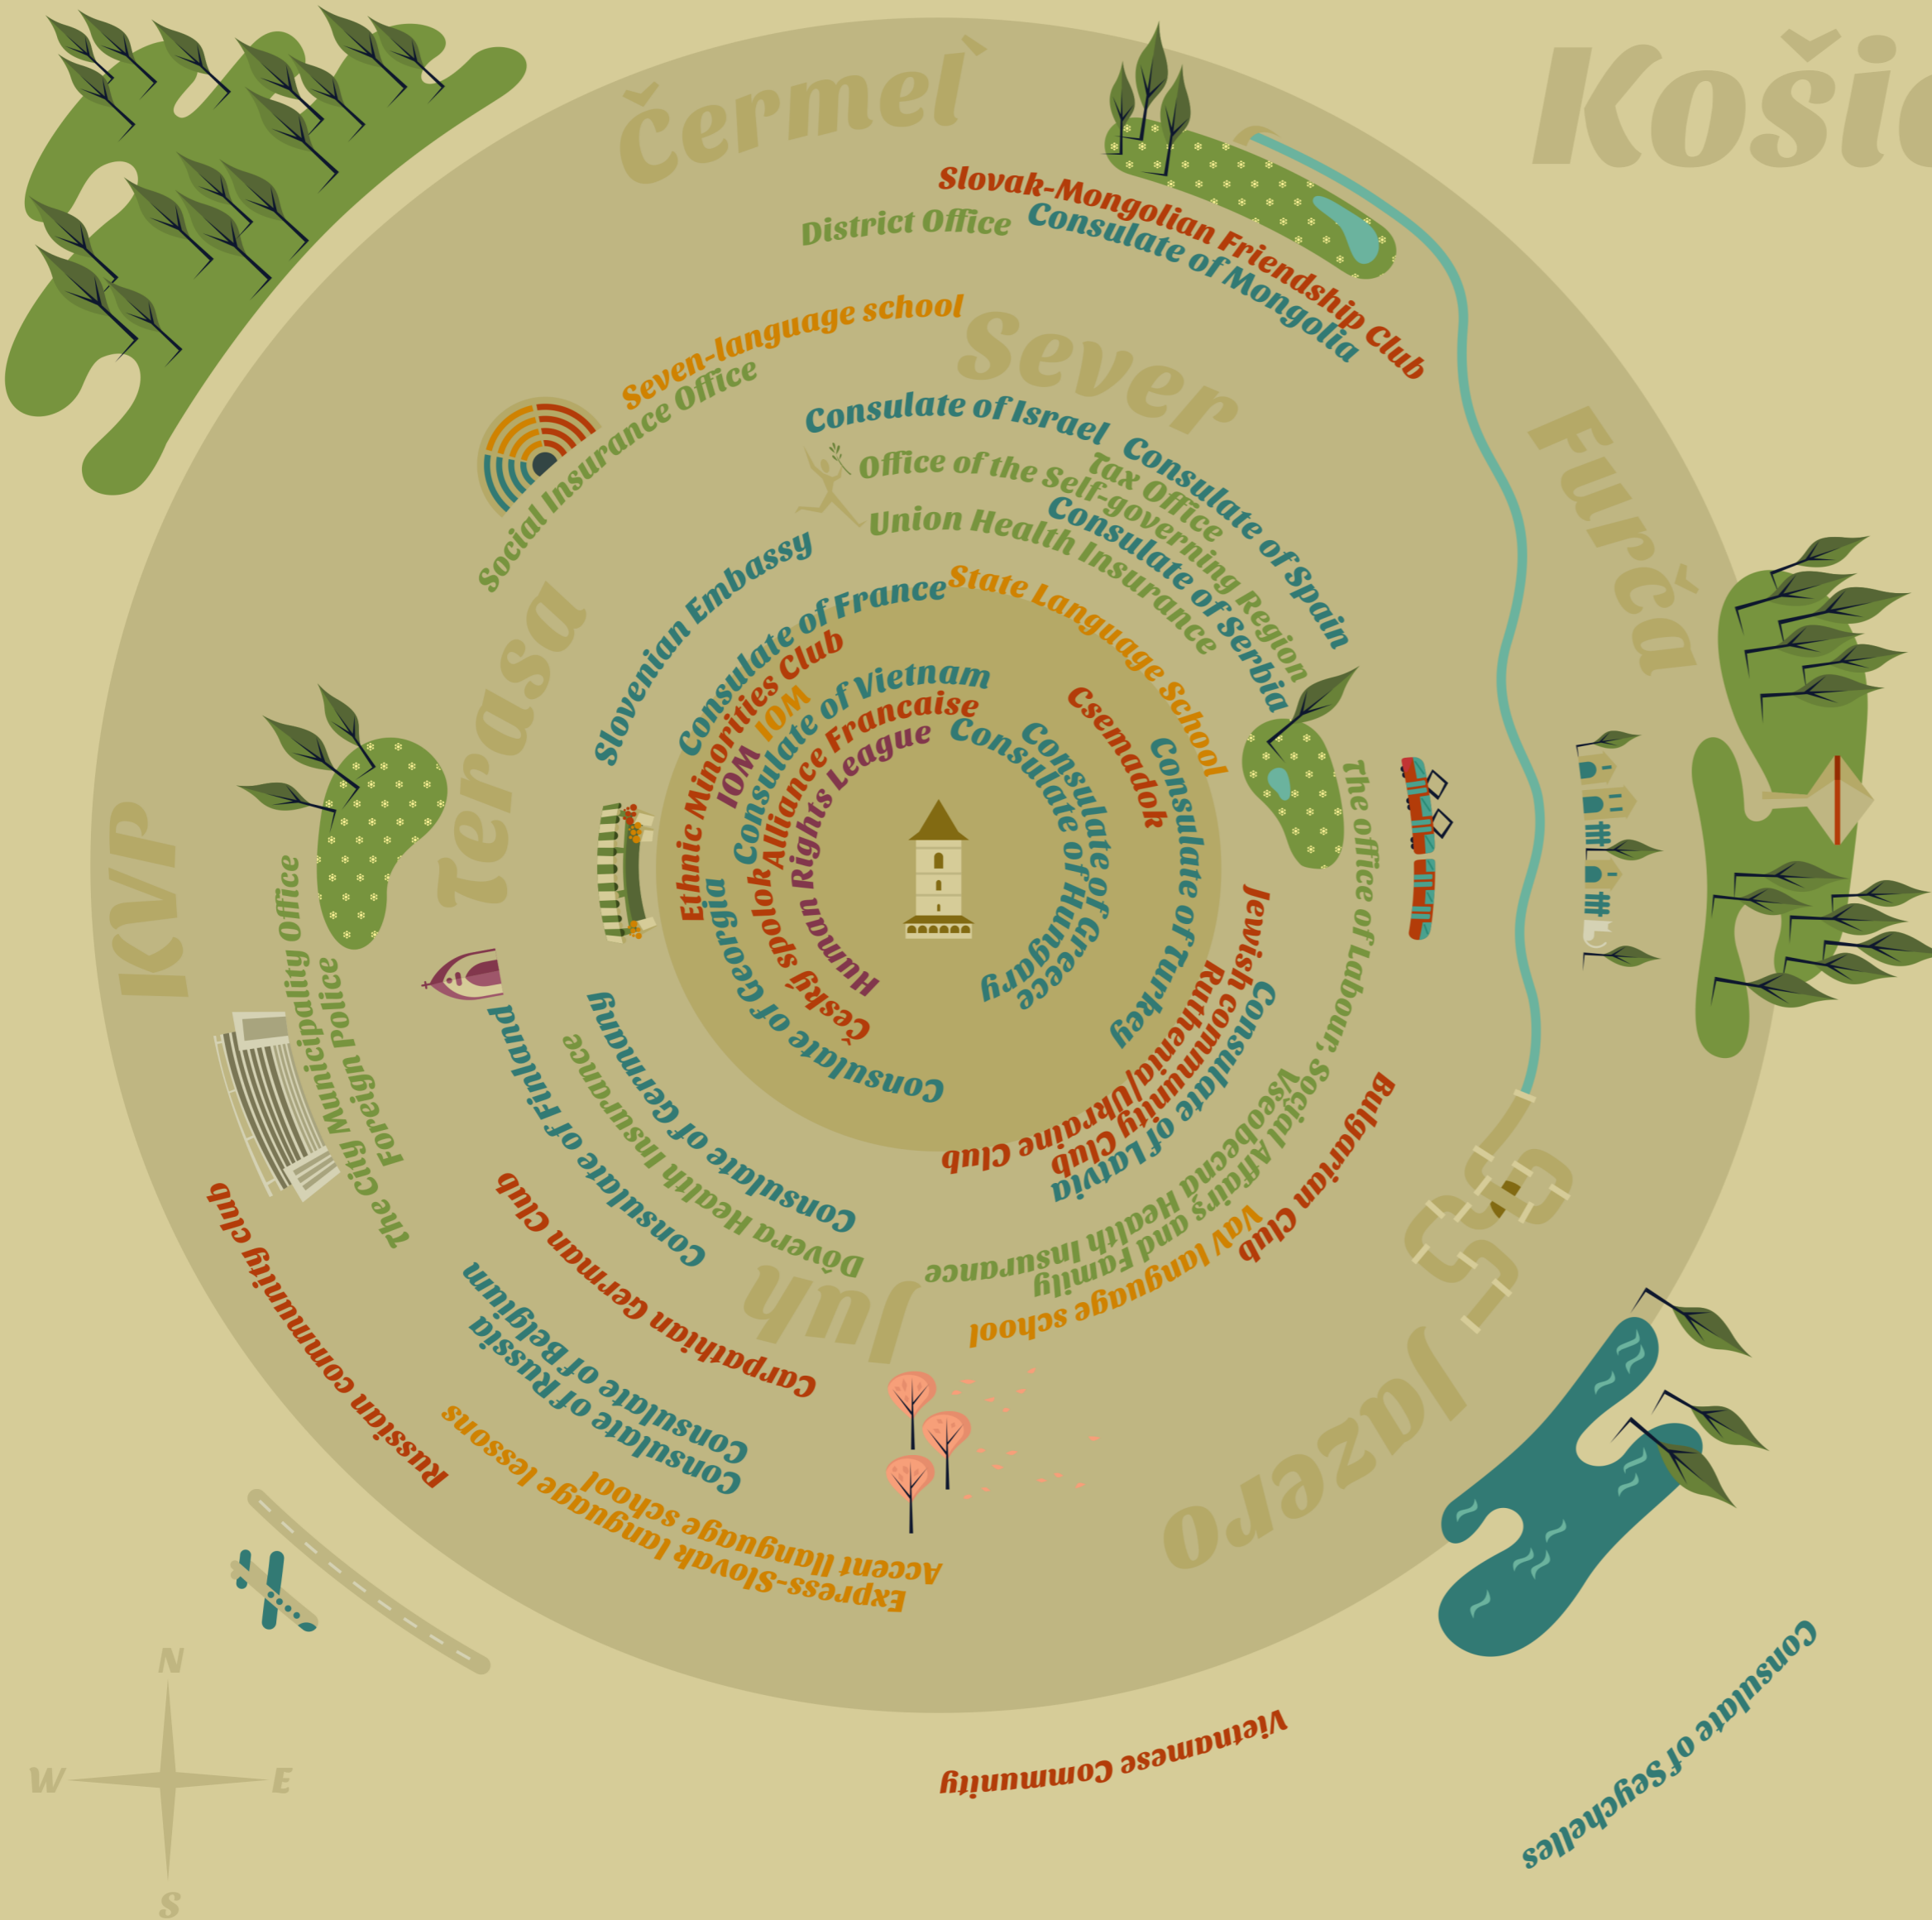 Košic
Čermeľ
Slovak-Mongolian Friendship Club
District Office
Consulate of Mongolia
Seven-language school
Sever
Social Insurance Office
Consulate of Israel
Consulate of Spain
Furča
Tax Office
Office of the Self-governing Region
Consulate of Serbia
Union Health Insurance
Slovenian Embassy
Consulate of France
State Language School
Terasa
Ethnic Minorities Club
IOM
IOM
Consulate of Vietnam
Alliance Francaise
Human Rights League
Csemadok
Consulate of Hungary
Consulate of Greece
Consulate of Turkey
KVP
Český spolok
Consulate of Georgia
The office of Labour, Social Affairs and Family
Jewish community Club
Ruthenia/Ukraine Club
Consulate of Latvia
The City Municipality Office
Foreign Police
Consulate of Germany
Dôvera Health Insurance
Consulate of Finland
Vseobecna Health Insurance
VaV language school
Bulgarian Club
Carpathian German Club
Juh
Russian community club
Consulate of Belgium
Consulate of Russia
Jazero
Accent llanguage school
Express-Slovak language lessons
Vietnamese Community
Consulate of Seychelles
N
W
E
S